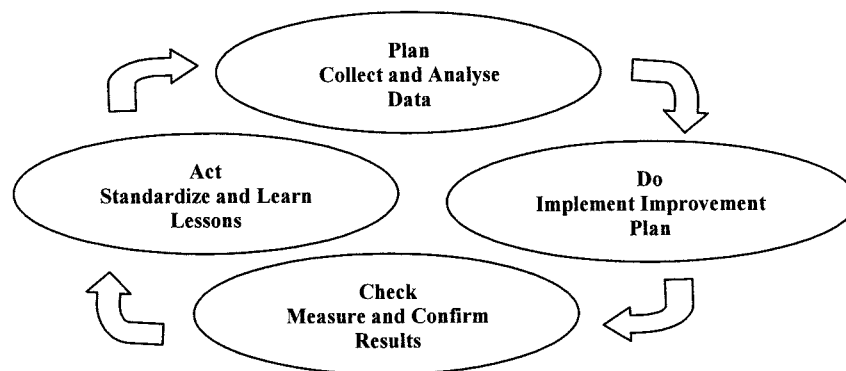 Plan
Collect and Analyse
Data
Act
Standardize and Learn
Lessons
Do
Implement Improvement
Plan
Check
Measure and Confirm
Results